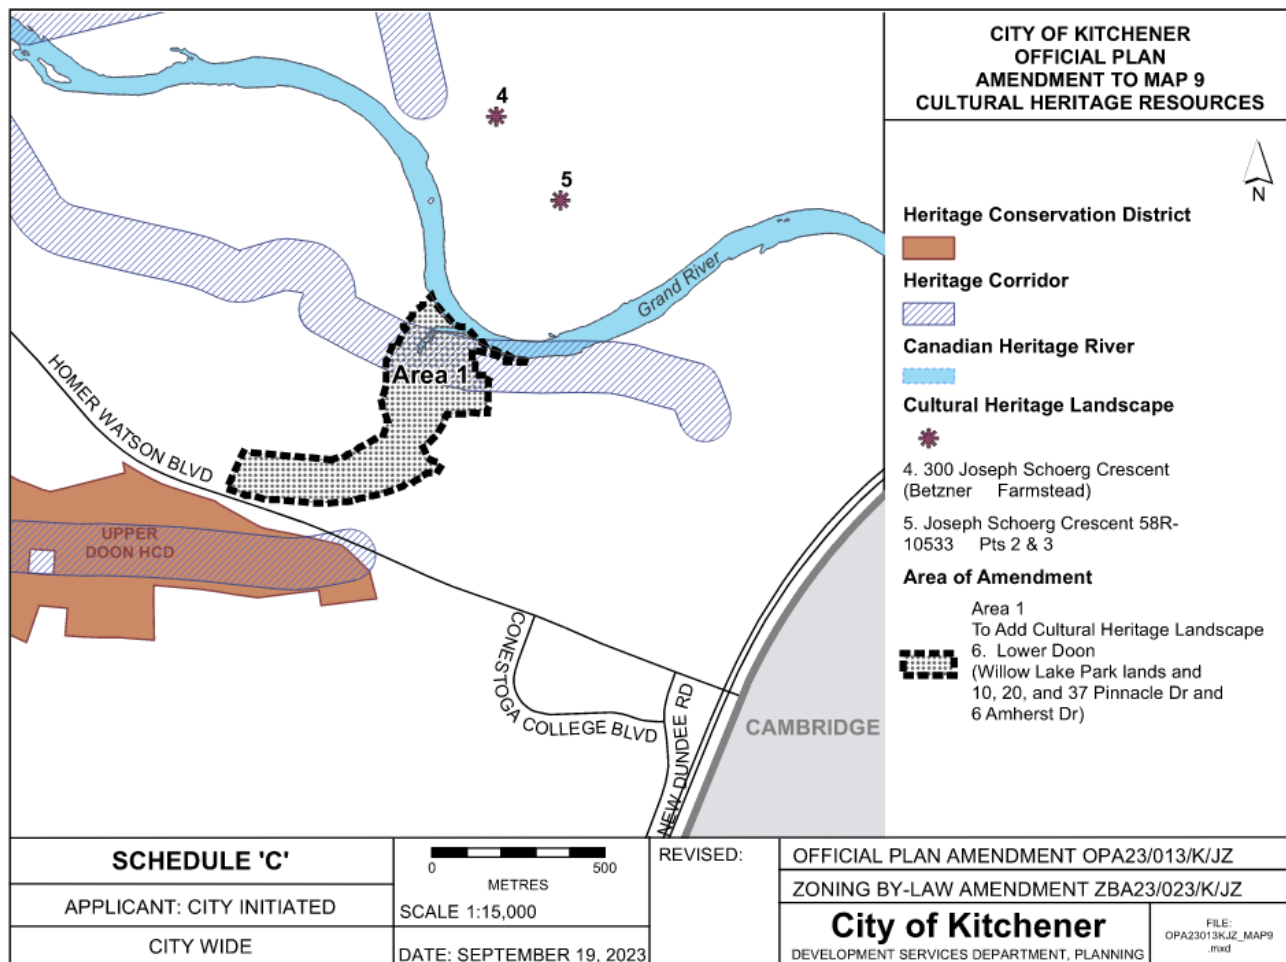 CITY OF KITCHENER
OFFICIAL PLAN
AMENDMENT TO MAP 9
CULTURAL HERITAGE RESOURCES
N
Heritage Conservation District
Heritage Corridor
Canadian Heritage River
Cultural Heritage Landscape
4. 300 Joseph Schoerg Crescent
(Betzner Farmstead)
5. Joseph Schoerg Crescent 58R-
10533 Pts 2 & 3
Area of Amendment
Area 1
To Add Cultural Heritage Landscape
6. Lower Doon
(Willow Lake Park lands and
10, 20, and 37 Pinnacle Dr and
6 Amherst Dr)
4
5
Grand River
Area 1
HOMER WATSON BLVD
UPPER
DOON HCD
CONESTOGA COLLEGE BLVD
NEW DUNDEE RD
CAMBRIDGE
SCHEDULE 'C'
APPLICANT: CITY INITIATED
CITY WIDE
0 500
METRES
SCALE 1:15,000
DATE: SEPTEMBER 19, 2023
REVISED:
OFFICIAL PLAN AMENDMENT OPA23/013/K/JZ
ZONING BY-LAW AMENDMENT ZBA23/023/K/JZ
City of Kitchener
DEVELOPMENT SERVICES DEPARTMENT, PLANNING
FILE:
OPA23013KJZ_MAP9
.mxd